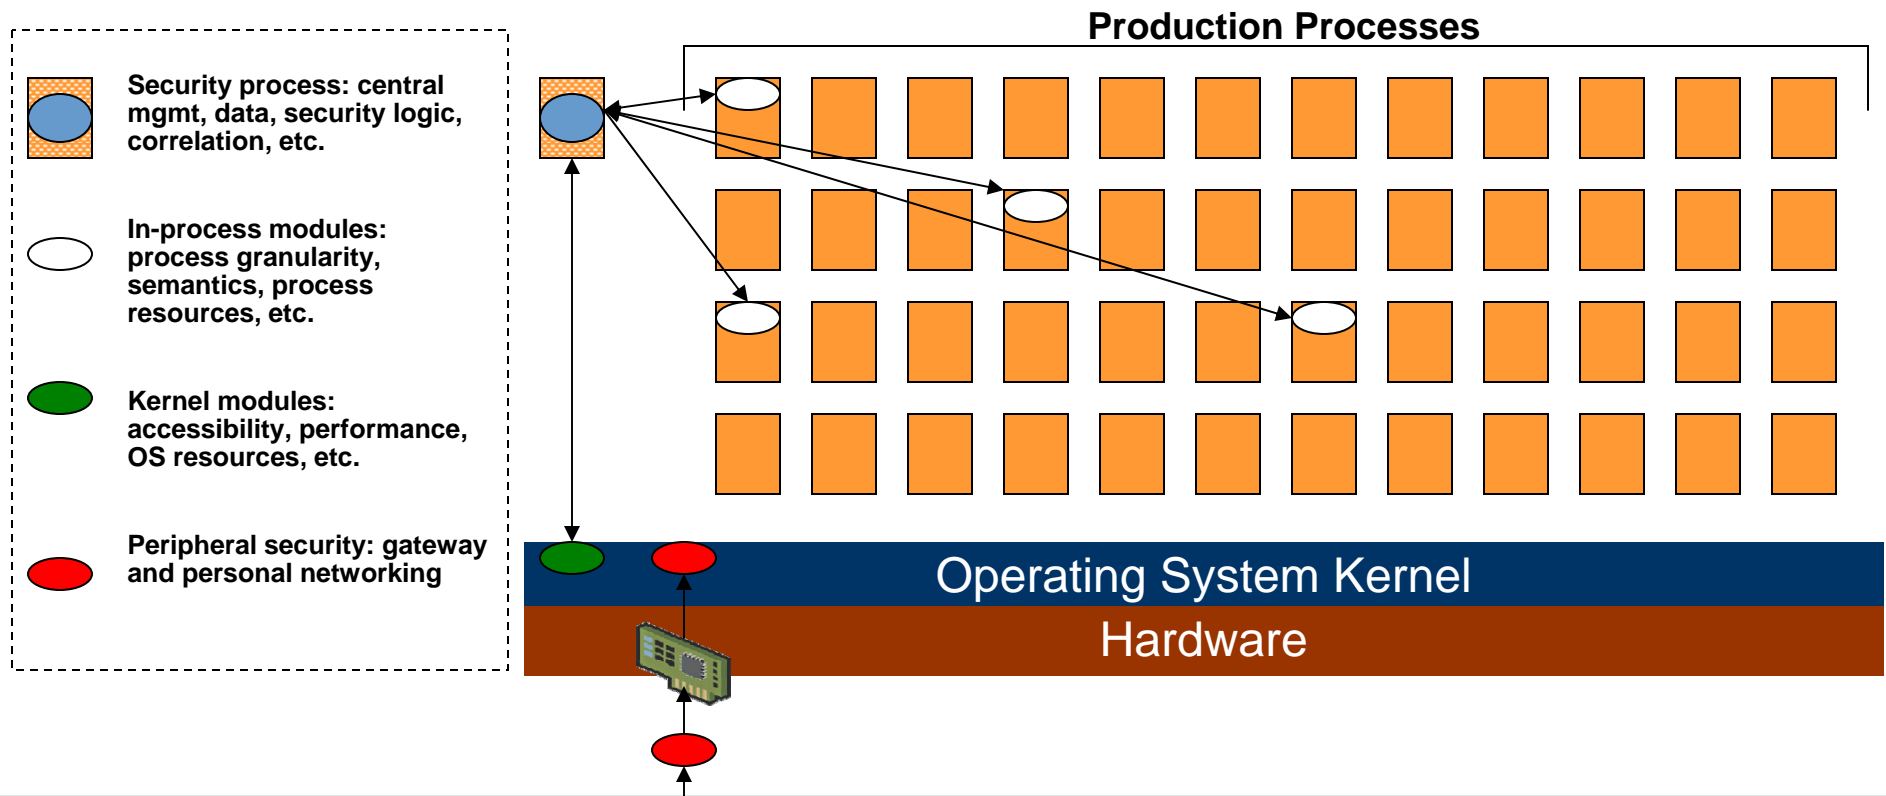 Production Processes
Security process: central
mgmt, data, security logic,
correlation, etc.
In-process modules:
process granularity,
semantics, process
resources, etc.
Kernel modules:
accessibility, performance,
OS resources, etc.
Peripheral security: gateway
and personal networking
Operating System Kernel
Hardware